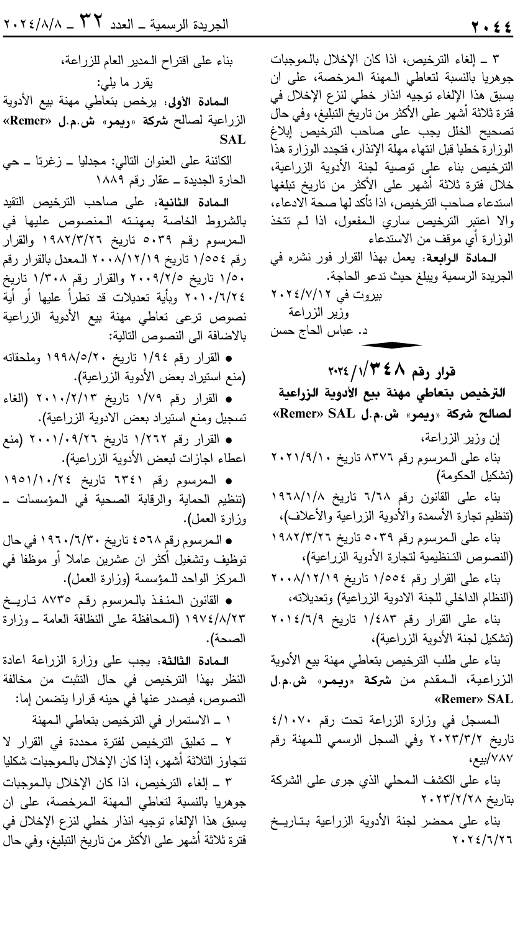 ٢٠٤٤
الجريدة الرسمية ـ العدد ٣٢ ـ ٢٠٢٤/٨/٨
٣ ـ إلغاء الترخيص، اذا كان الإخلال بالموجبات
جوهريا بالنسبة لتعاطي المهنة المرخصة، على ان
يسبق هذا الإلغاء توجيه انذار خطي لنزع الإخلال في
فترة ثلاثة أشهر على الأكثر من تاريخ التبليغ، وفي حال
تصحيح الخلل يجب على صاحب الترخيص إبلاغ
الوزارة خطيا قبل انتهاء مهلة الإنذار، فتجدد الوزارة هذا
الترخيص بناء على توصية لجنة الأدوية الزراعية،
خلال فترة ثلاثة أشهر على الأكثر من تاريخ تبلغها
استدعاء صاحب الترخيص، اذا تأكد لها صحة الادعاء،
والا اعتبر الترخيص ساري المفعول، اذا لم تتخذ
الوزارة أي موقف من الاستدعاء
المادة الرابعة: يعمل بهذا القرار فور نشره في
الجريدة الرسمية ويبلغ حيث تدعو الحاجة.
بيروت في ٢٠٢٤/٧/١٢
وزير الزراعة
د. عباس الحاج حسن
قرار رقم ١/٣٤٨/ ٢٠٢٤
الترخيص بتعاطي مهنة بيع الأدوية الزراعية
لصالح شركة «ريمر» ش.م.ل Remer» SAL»
إن وزير الزراعة،
بناء على المرسوم رقم ٨٣٧٦ تاريخ ٢٠٢١/٩/١٠
(تشكيل الحكومة)
بناء على القانون رقم ٦/٦٨ تاريخ ١٩٦٨/١/٨
(تنظيم تجارة الأسمدة والأدوية الزراعية والأعلاف)،
بناء على المرسوم رقم ٥٠٣٩ تاريخ ١٩٨٢/٣/٢٦
(النصوص التنظيمية لتجارة الأدوية الزراعية)،
بناء على القرار رقم ١/٥٥٤ تاريخ ٢٠٠٨/١٢/١٩
(النظام الداخلي للجنة الادوية الزراعية) وتعديلاته،
بناء على القرار رقم ١/٤٨٣ تاريخ ٢٠١٤/٦/٩
(تشكيل لجنة الأدوية الزراعية)،
بناء على طلب الترخيص بتعاطي مهنة بيع الأدوية
الزراعية، المقدم من شركة «ريمر» ش.م.ل
Remer» SAL»
المسجل في وزارة الزراعة تحت رقم ٤/١٠٧٠
تاريخ ٢٠٢٣/٣/٢ وفي السجل الرسمي للمهنة رقم
٧٨٧/بيع،
بناء على الكشف المحلي الذي جرى على الشركة
بتاريخ ٢٠٢٣/٢/٢٨
بناء على محضر لجنة الأدوية الزراعية بتاريخ
٢٠٢٤/٦/٢٦
بناء على اقتراح المدير العام للزراعة،
يقرر ما يلي:
المادة الأولى: يرخص بتعاطي مهنة بيع الأدوية
الزراعية لصالح شركة «ريمر» ش.م.ل Remer»»
SAL
الكائنة على العنوان التالي: مجدليا ـ زغرتا ـ حي
الحارة الجديدة ـ عقار رقم ١٨٨٩
المادة الثانية: على صاحب الترخيص التقيد
بالشروط الخاصة بمهنته المنصوص عليها في
المرسوم رقم ٥٠٣٩ تاريخ ١٩٨٢/٣/٢٦ والقرار
رقم ١/٥٥٤ تاريخ ٢٠٠٨/١٢/١٩ المعدل بالقرار رقم
١/٥٠ تاريخ ٢٠٠٩/٢/٥ والقرار رقم ١/٣٠٨ تاريخ
٢٠١٠/٦/٢٤ وبأية تعديلات قد تطرأ عليها أو أية
نصوص ترعى تعاطي مهنة بيع الأدوية الزراعية
بالاضافة الى النصوص التالية:
• القرار رقم ١/٩٤ تاريخ ١٩٩٨/٥/٢٠ وملحقاته
(منع استيراد بعض الأدوية الزراعية).
• القرار رقم ١/٧٩ تاريخ ٢٠١٠/٢/١٣ (الغاء
تسجيل ومنع استيراد بعض الادوية الزراعية).
• القرار رقم ١/٢٦٢ تاريخ ٢٠٠١/٠٩/٢٦ (منع
اعطاء اجازات لبعض الأدوية الزراعية).
• المرسوم رقم ٦٣٤١ تاريخ ١٩٥١/١٠/٢٤
(تنظيم الحماية والرقابة الصحية في المؤسسات ـ
وزارة العمل).
• المرسوم رقم ٤٥٦٨ تاريخ ١٩٦٠/٦/٣٠ في حال
توظيف وتشغيل أكثر ان عشرين عاملا أو موظفا في
المركز الواحد للمؤسسة (وزارة العمل).
• القانون المنفذ بالمرسوم رقم ٨٧٣٥ تاريخ
١٩٧٤/٨/٢٣ (المحافظة على النظافة العامة ـ وزارة
الصحة).
المادة الثالثة: يجب على وزارة الزراعة اعادة
النظر بهذا الترخيص في حال التثبت من مخالفة
النصوص، فيصدر عنها في حينه قرارا يتضمن إما:
١ ـ الاستمرار في الترخيص بتعاطي المهنة
٢ ـ تعليق الترخيص لفترة محددة في القرار لا
تتجاوز الثلاثة أشهر، إذا كان الإخلال بالموجبات شكليا
٣ ـ إلغاء الترخيص، اذا كان الإخلال بالموجبات
جوهريا بالنسبة لتعاطي المهنة المرخصة، على ان
يسبق هذا الإلغاء توجيه انذار خطي لنزع الإخلال في
فترة ثلاثة أشهر على الأكثر من تاريخ التبليغ، وفي حال